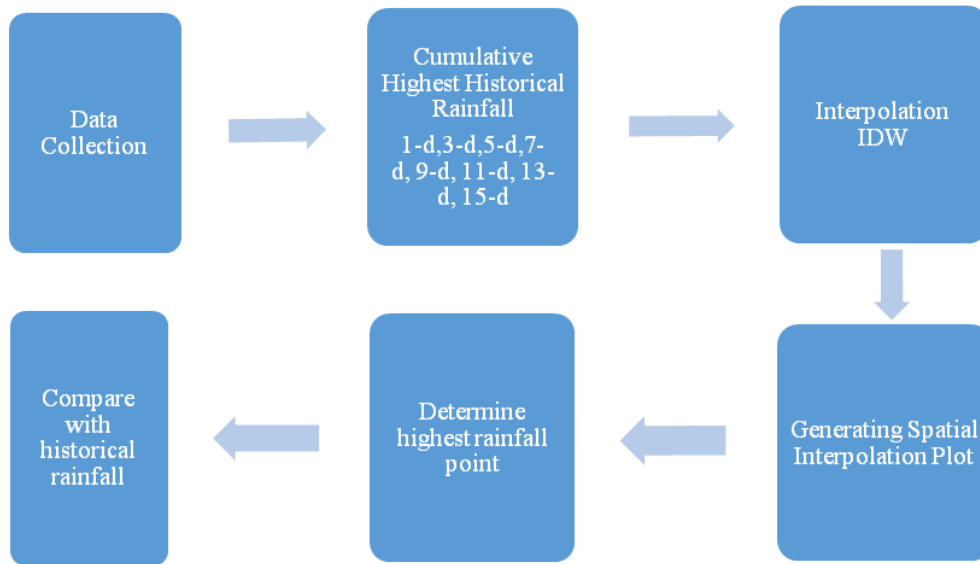 Data
Collection
Cumulative
Highest Historical
Rainfall
1-d,3-d,5-d,7-
d, 9-d, 11-d, 13-
d, 15-d
Interpolation
IDW
Generating Spatial
Interpolation Plot
Determine
highest rainfall
point
Compare
with
historical
rainfall